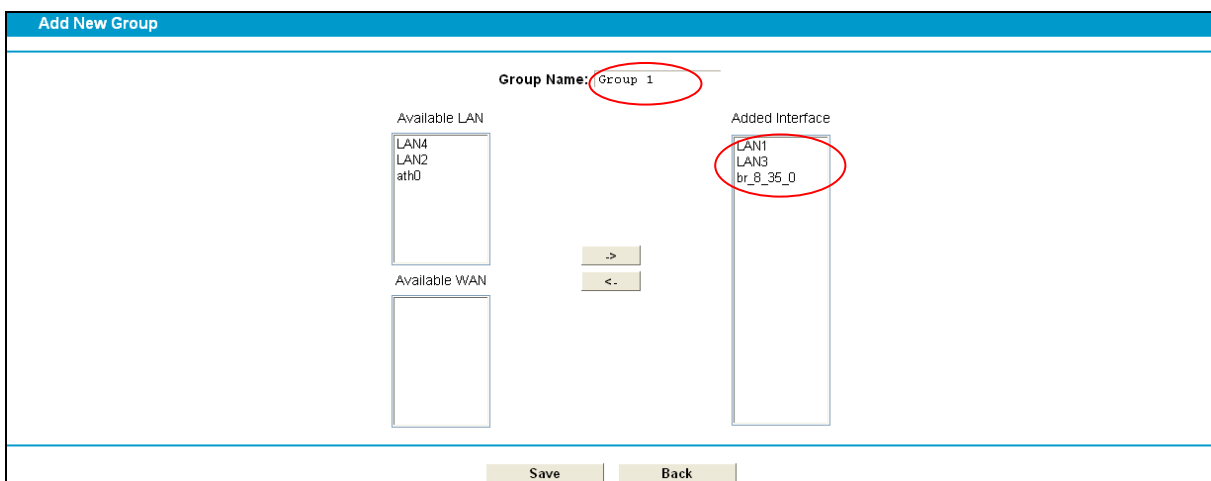 Add New Group
Group Name: Group 1
Available LAN
LAN4
LAN2
ath0
Added Interface
LAN1
LAN3
br_8_35_0
->
<-
Available WAN
Save
Back